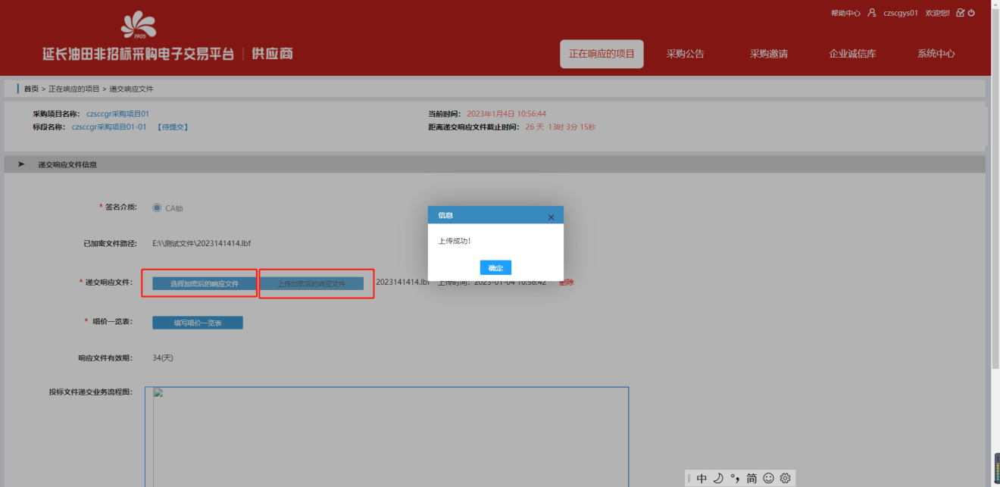 帮助中心 czscgys01 欢迎您!
1905
延长油田非招标采购电子交易平台 | 供应商
正在响应的项目 采购公告 采购邀请 企业诚信库 系统中心
首页 > 正在响应的项目 > 递交响应文件
采购项目名称: czsccgr采购项目01
当前时间: 2023年1月4日 10:56:44
标段名称: czsccgr采购项目01-01 【待提交】
距离递交响应文件截止时间: 26 天 13时 3分 15秒
递交响应文件信息
* 签名介质: CA锁
信息
上传成功!
确定
已加密文件路径: E:\\测试文件\2023141414.lbf
* 递交响应文件: 选择加密后的响应文件 上传加密后的响应文件 2023141414.lbf 上传时间: 2023-01-04 10:56:42 删除
* 唱价一览表: 填写唱价一览表
响应文件有效期: 34(天)
投标文件递交业务流程图:
中 简